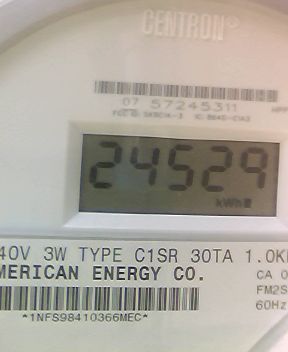 CENTRON®
07 57245311
24529
kWh
40V 3W TYPE C1SR 30TA 1.0K
MERICAN ENERGY CO. CA 0
FM2S
60Hz
*1NFS98410366MEC*